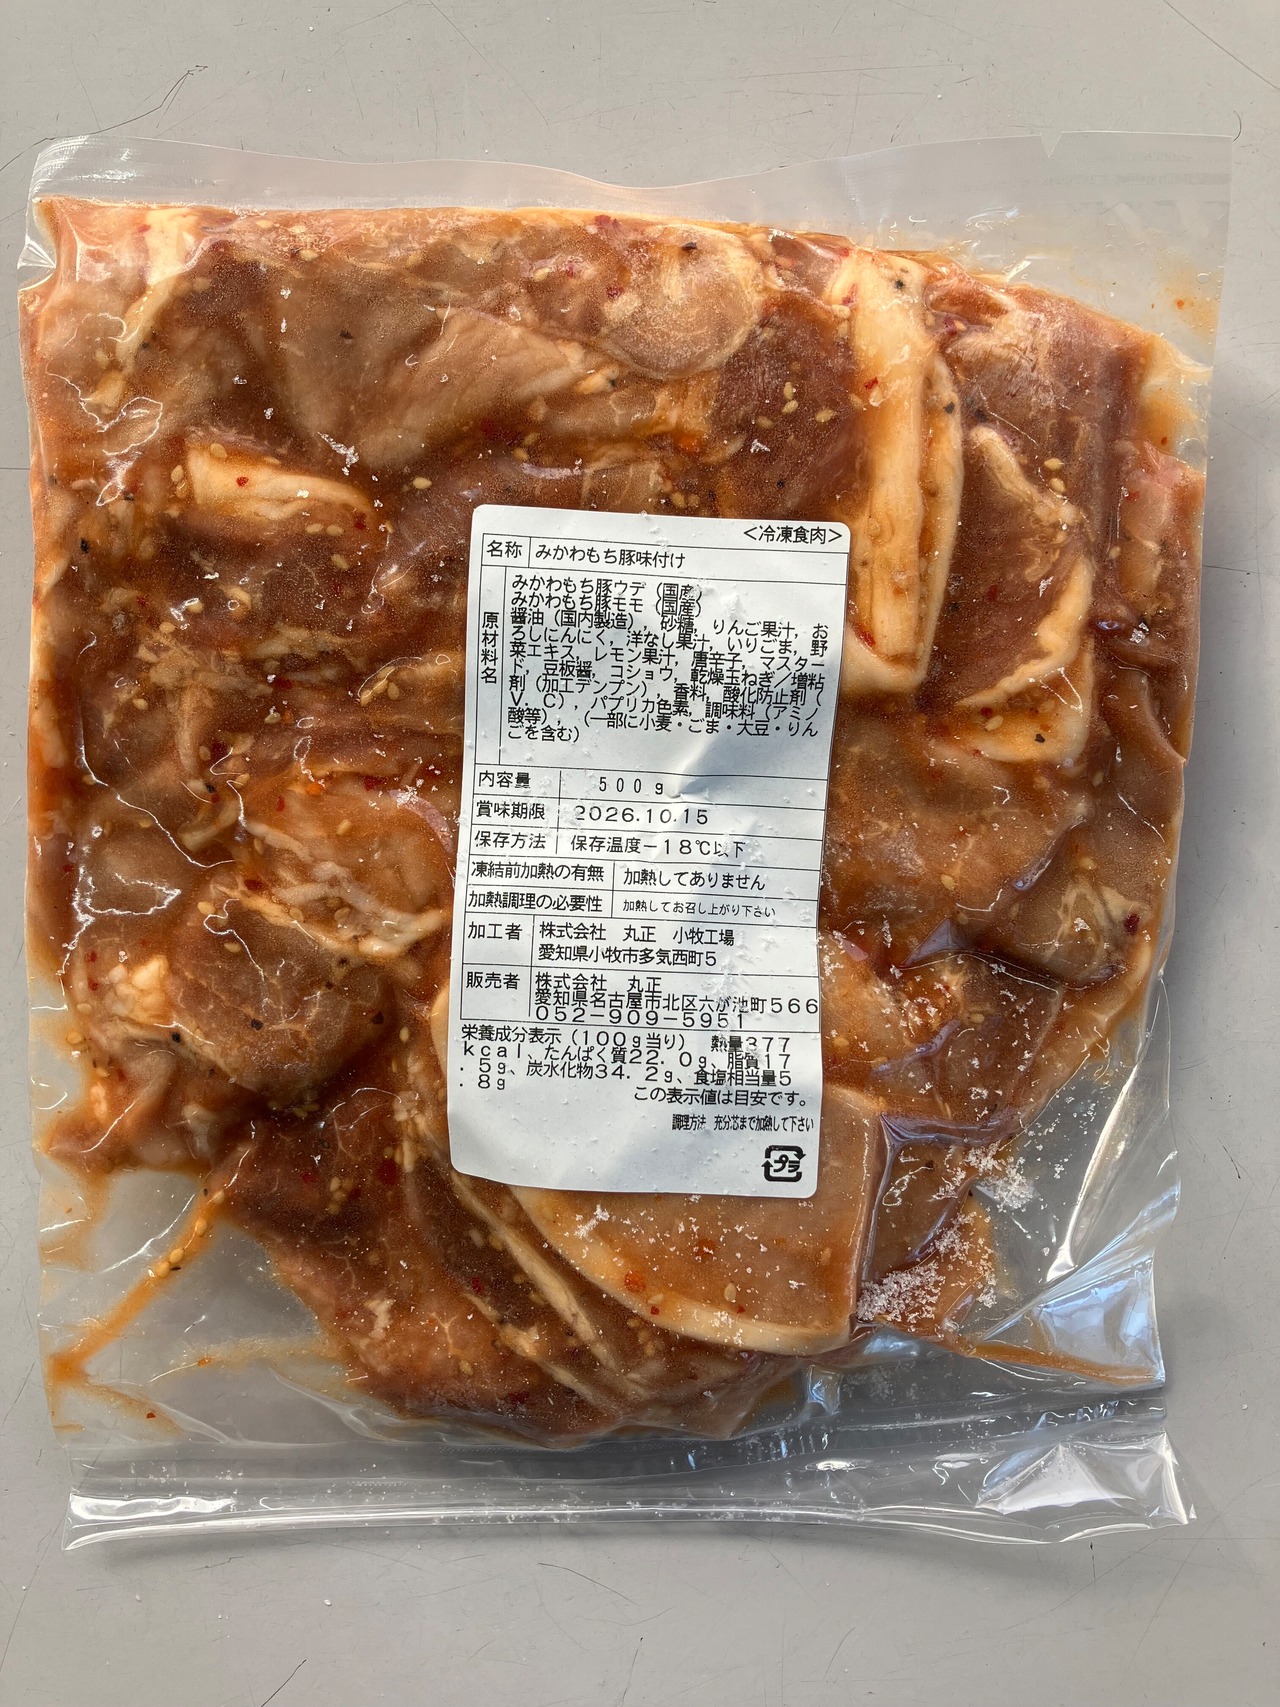 ＜冷凍食肉＞
名称 みかわもち豚味付け
原材料名
みかわもち豚ウデ（国産）
みかわもち豚モモ（国産）
醤油（国内製造），砂糖，りんご果汁，お
ろしにんにく，洋なし果汁，いりごま，野
菜エキス，レモン果汁，唐辛子，マスター
ド，豆板醤，コショウ，乾燥玉ねぎ／増粘
剤（加工デンプン），香料，酸化防止剤（
V．C），パプリカ色素，調味料（アミノ
酸等），（一部に小麦・ごま・大豆・りん
ごを含む）
内容量 500g
賞味期限 2026.10.15
保存方法 保存温度−18℃以下
凍結前加熱の有無 加熱してありません
加熱調理の必要性 加熱してお召し上がり下さい
加工者 株式会社 丸正 小牧工場
愛知県小牧市多気西町5
販売者 株式会社 丸正
愛知県名古屋市北区六が池町566
052−909−5951
栄養成分表示（100g当り） 熱量377
kcal、たんぱく質22．0g、脂質17
．5g、炭水化物34．2g、食塩相当量5
．8g
この表示値は目安です。
調理方法 充分芯まで加熱して下さい
プラ